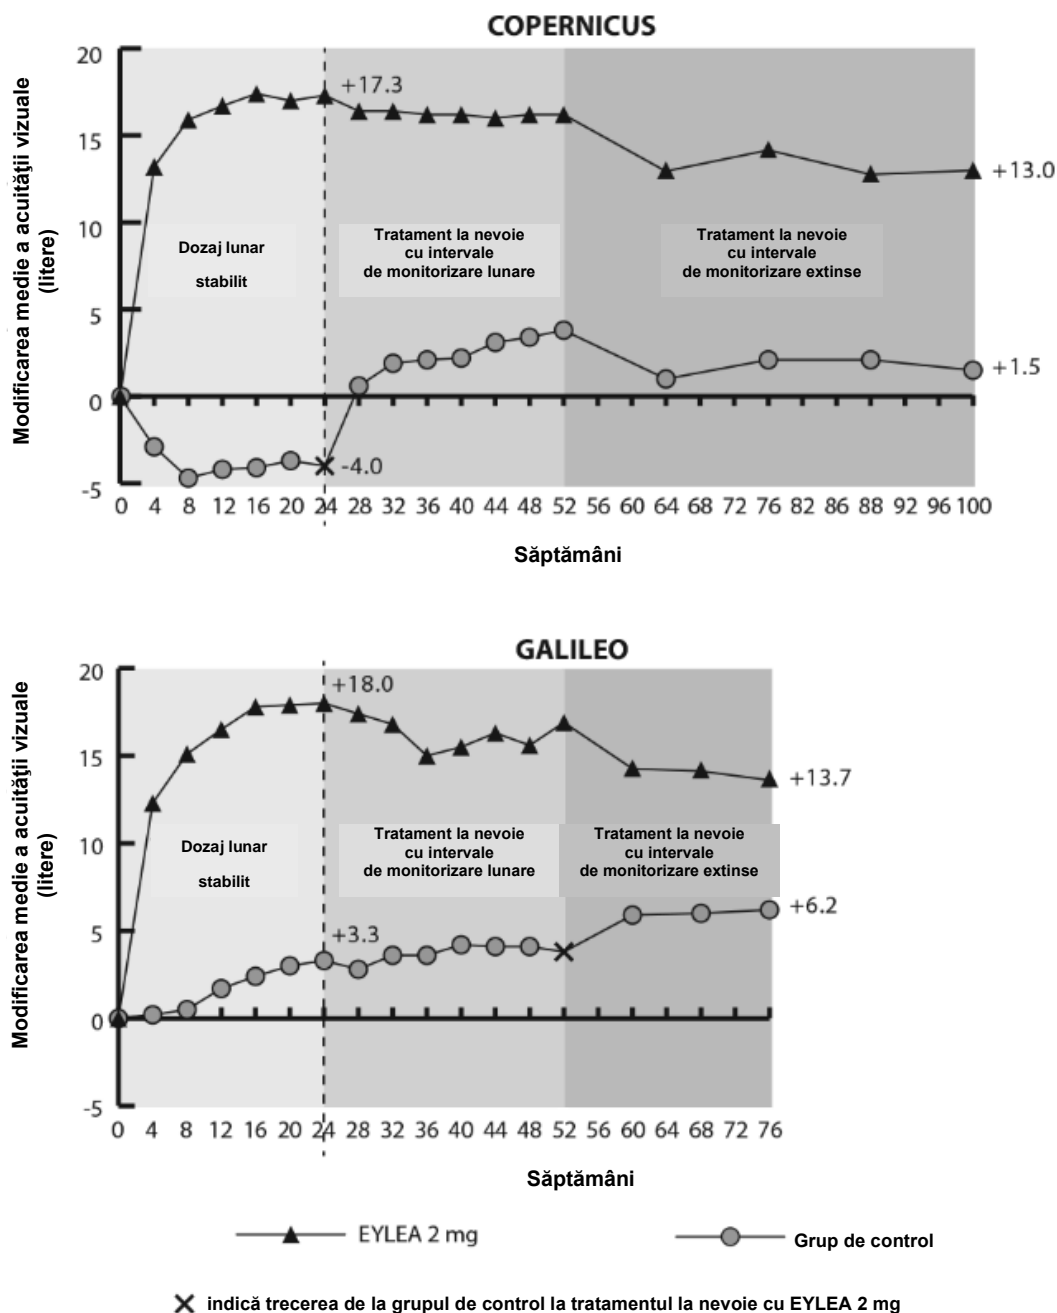 COPERNICUS
Modificarea medie a acuităţii vizuale
(litere)
20
15
10
5
0
-5
+17.3
+13.0
Dozaj lunar
stabilit
Tratament la nevoie
cu intervale
de monitorizare lunare
Tratament la nevoie
cu intervale
de monitorizare extinse
+1.5
-4.0
0 4 8 12 16 20 24 28 32 36 40 44 48 52 56 60 64 68 72 76 82 86 88 92 96 100
Săptămâni
GALILEO
Modificarea medie a acuităţii vizuale
(litere)
20
15
10
5
0
-5
+18.0
+13.7
Dozaj lunar
stabilit
Tratament la nevoie
cu intervale
de monitorizare lunare
Tratament la nevoie
cu intervale
de monitorizare extinse
+3.3
+6.2
0 4 8 12 16 20 24 28 32 36 40 44 48 52 56 60 64 68 72 76
Săptămâni
EYLEA 2 mg
Grup de control
indică trecerea de la grupul de control la tratamentul la nevoie cu EYLEA 2 mg